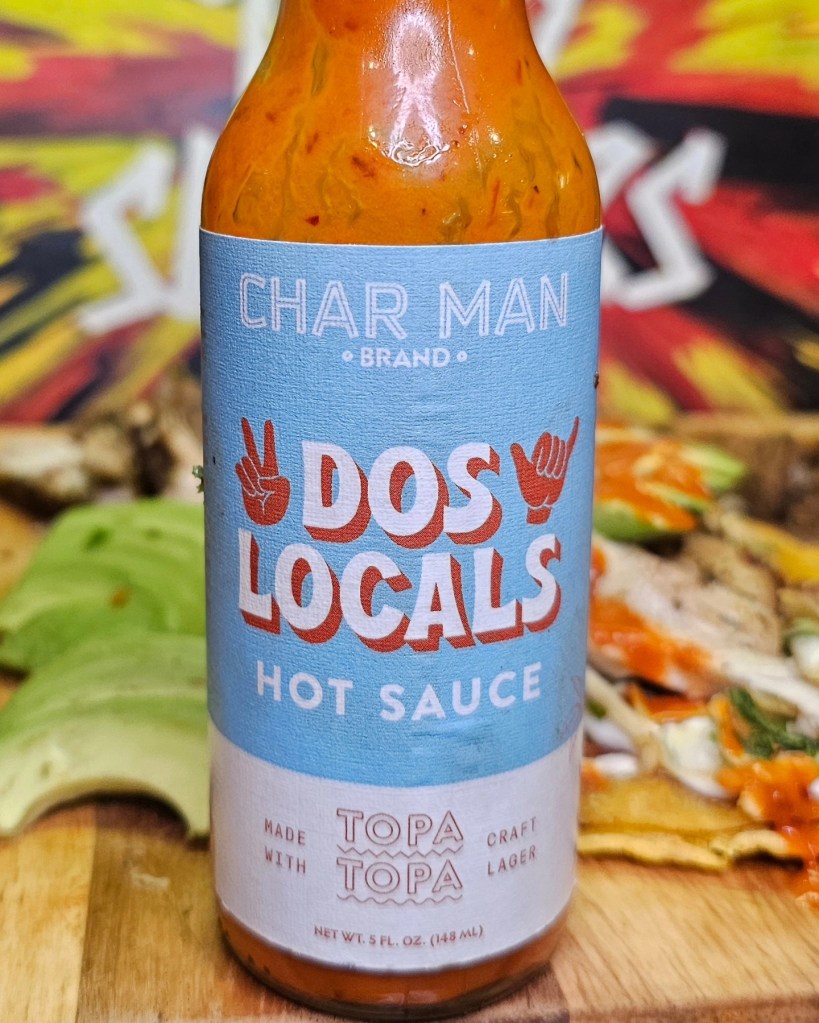 CHAR MAN
BRAND
DOS
LOCALS
HOT SAUCE
MADE WITH
TOPA TOPA
CRAFT LAGER
NET WT. 5 FL. OZ. (148 ML)